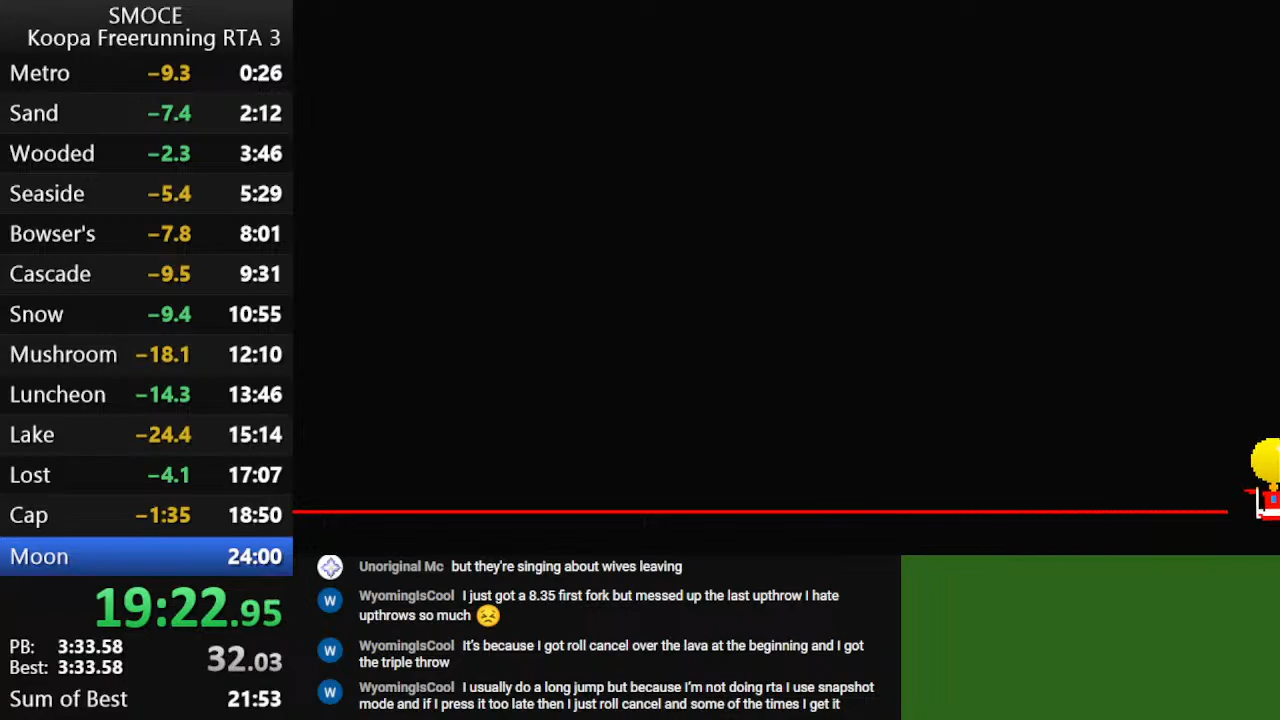 SMOCE
Koopa Freerunning RTA 3
Metro −9.3 0:26
Sand −7.4 2:12
Wooded −2.3 3:46
Seaside −5.4 5:29
Bowser's −7.8 8:01
Cascade −9.5 9:31
Snow −9.4 10:55
Mushroom −18.1 12:10
Luncheon −14.3 13:46
Lake −24.4 15:14
Lost −4.1 17:07
Cap −1:35 18:50
Moon 24:00
19:22.95
PB: 3:33.58
Best: 3:33.58
32.03
Sum of Best 21:53
Unoriginal Mc but they're singing about wives leaving
W WyomingIsCool I just got a 8.35 first fork but messed up the last upthrow I hate
upthrows so much 😣
W WyomingIsCool It's because I got roll cancel over the lava at the beginning and I got
the triple throw
W WyomingIsCool I usually do a long jump but because I'm not doing rta I use snapshot
mode and if I press it too late then I just roll cancel and some of the times I get it